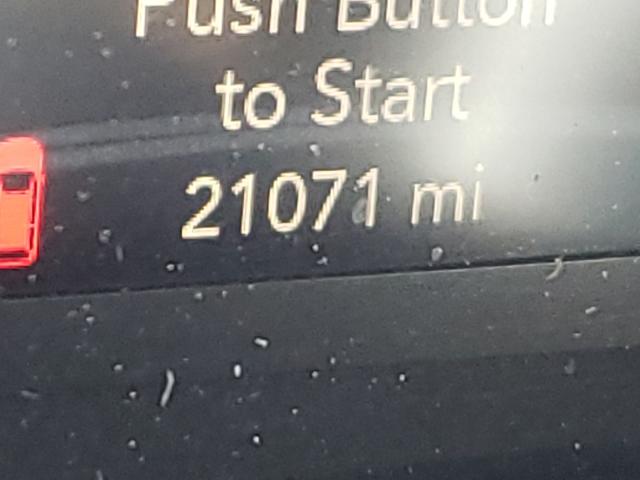 Push Button
to Start
21071 mi